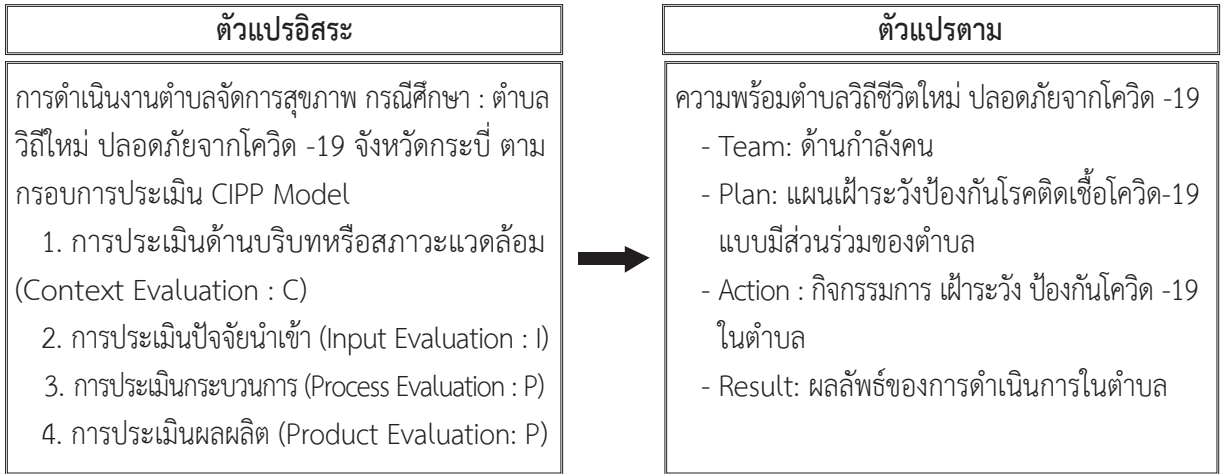 ตัวแปรอิสระ
การดำเนินงานตำบลจัดการสุขภาพ กรณีศึกษา : ตำบล
วิถีใหม่ ปลอดภัยจากโควิด -19 จังหวัดกระบี่ ตาม
กรอบการประเมิน CIPP Model
1. การประเมินด้านบริบทหรือสภาวะแวดล้อม
(Context Evaluation : C)
2. การประเมินปัจจัยนำเข้า (Input Evaluation : I)
3. การประเมินกระบวนการ (Process Evaluation : P)
4. การประเมินผลผลิต (Product Evaluation: P)
ตัวแปรตาม
ความพร้อมตำบลวิถีชีวิตใหม่ ปลอดภัยจากโควิด -19
- Team: ด้านกำลังคน
- Plan: แผนเฝ้าระวังป้องกันโรคติดเชื้อโควิด-19
แบบมีส่วนร่วมของตำบล
- Action : กิจกรรมการ เฝ้าระวัง ป้องกันโควิด -19
ในตำบล
- Result: ผลลัพธ์ของการดำเนินการในตำบล